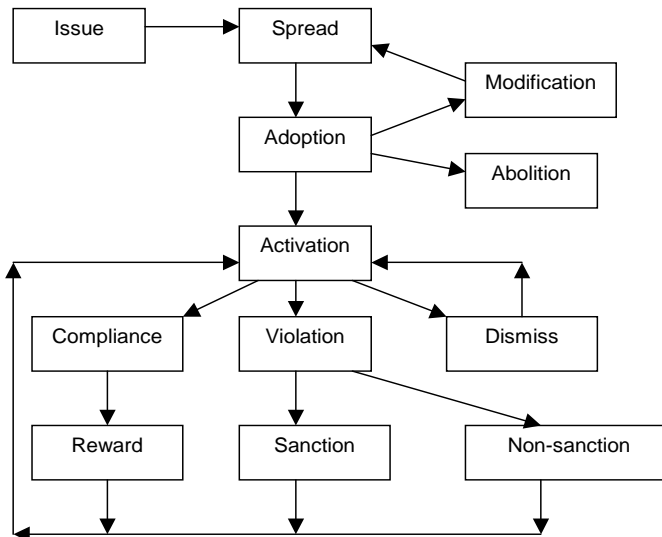 Issue
Spread
Modification
Adoption
Abolition
Activation
Compliance
Violation
Dismiss
Reward
Sanction
Non-sanction